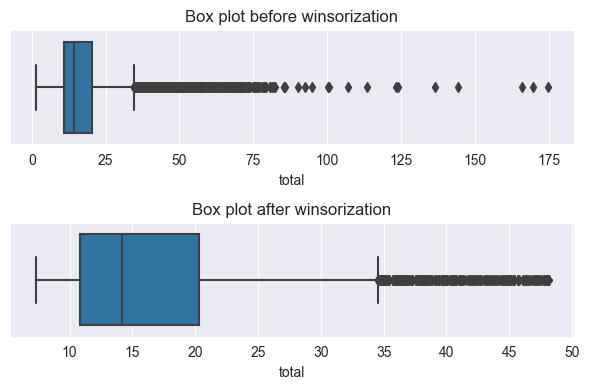 Box plot before winsorization
0 25 50 75 100 125 150 175
total
Box plot after winsorization
10 15 20 25 30 35 40 45 50
total